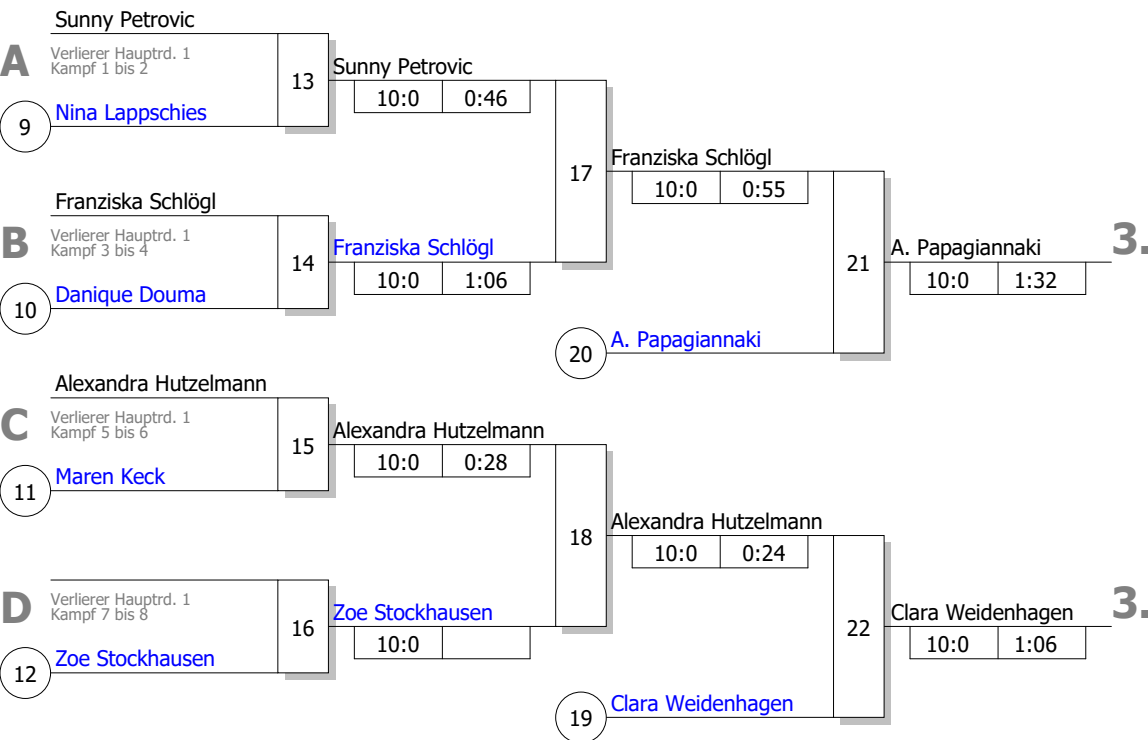 Sunny Petrovic
A
Verlierer Hauptrd. 1
Kampf 1 bis 2
13
Sunny Petrovic
10:0 0:46
9
Nina Lappschies
17
Franziska Schlögl
10:0 0:55
Franziska Schlögl
B
Verlierer Hauptrd. 1
Kampf 3 bis 4
14
Franziska Schlögl
10:0 1:06
10
Danique Douma
21
A. Papagiannaki
10:0 1:32
3.
20
A. Papagiannaki
Alexandra Hutzelmann
C
Verlierer Hauptrd. 1
Kampf 5 bis 6
15
Alexandra Hutzelmann
10:0 0:28
11
Maren Keck
18
Alexandra Hutzelmann
10:0 0:24
D
Verlierer Hauptrd. 1
Kampf 7 bis 8
16
Zoe Stockhausen
10:0
12
Zoe Stockhausen
22
Clara Weidenhagen
10:0 1:06
3.
19
Clara Weidenhagen